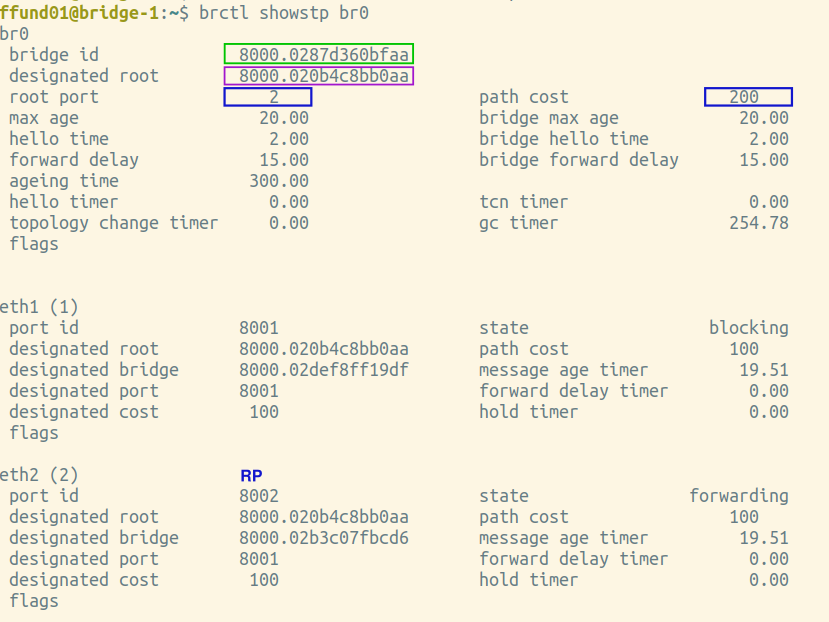 ffund01@bridge-1:~$ brctl showstp br0
br0
bridge id 8000.0287d360bfaa
designated root 8000.020b4c8bb0aa
root port 2 path cost 200
max age 20.00 bridge max age 20.00
hello time 2.00 bridge hello time 2.00
forward delay 15.00 bridge forward delay 15.00
ageing time 300.00
hello timer 0.00 tcn timer 0.00
topology change timer 0.00 gc timer 254.78
flags
eth1 (1)
port id 8001 state blocking
designated root 8000.020b4c8bb0aa path cost 100
designated bridge 8000.02def8ff19df message age timer 19.51
designated port 8001 forward delay timer 0.00
designated cost 100 hold timer 0.00
flags
eth2 (2) RP
port id 8002 state forwarding
designated root 8000.020b4c8bb0aa path cost 100
designated bridge 8000.02b3c07fbcd6 message age timer 19.51
designated port 8001 forward delay timer 0.00
designated cost 100 hold timer 0.00
flags